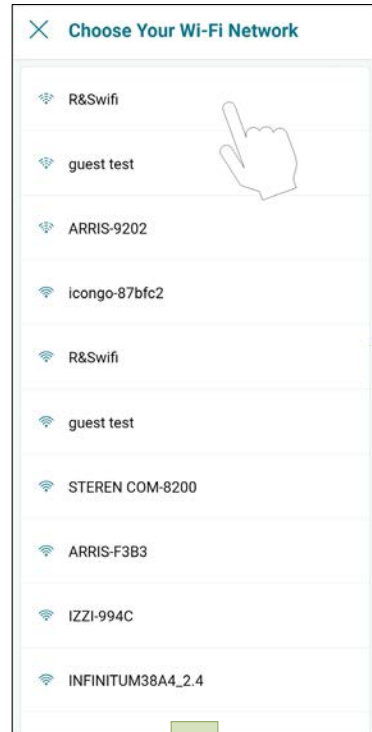 Choose Your Wi-Fi Network
R&Swifi
guest test
ARRIS-9202
icongo-87bfc2
R&Swifi
guest test
STEREN COM-8200
ARRIS-F3B3
IZZI-994C
INFINITUM38A4_2.4